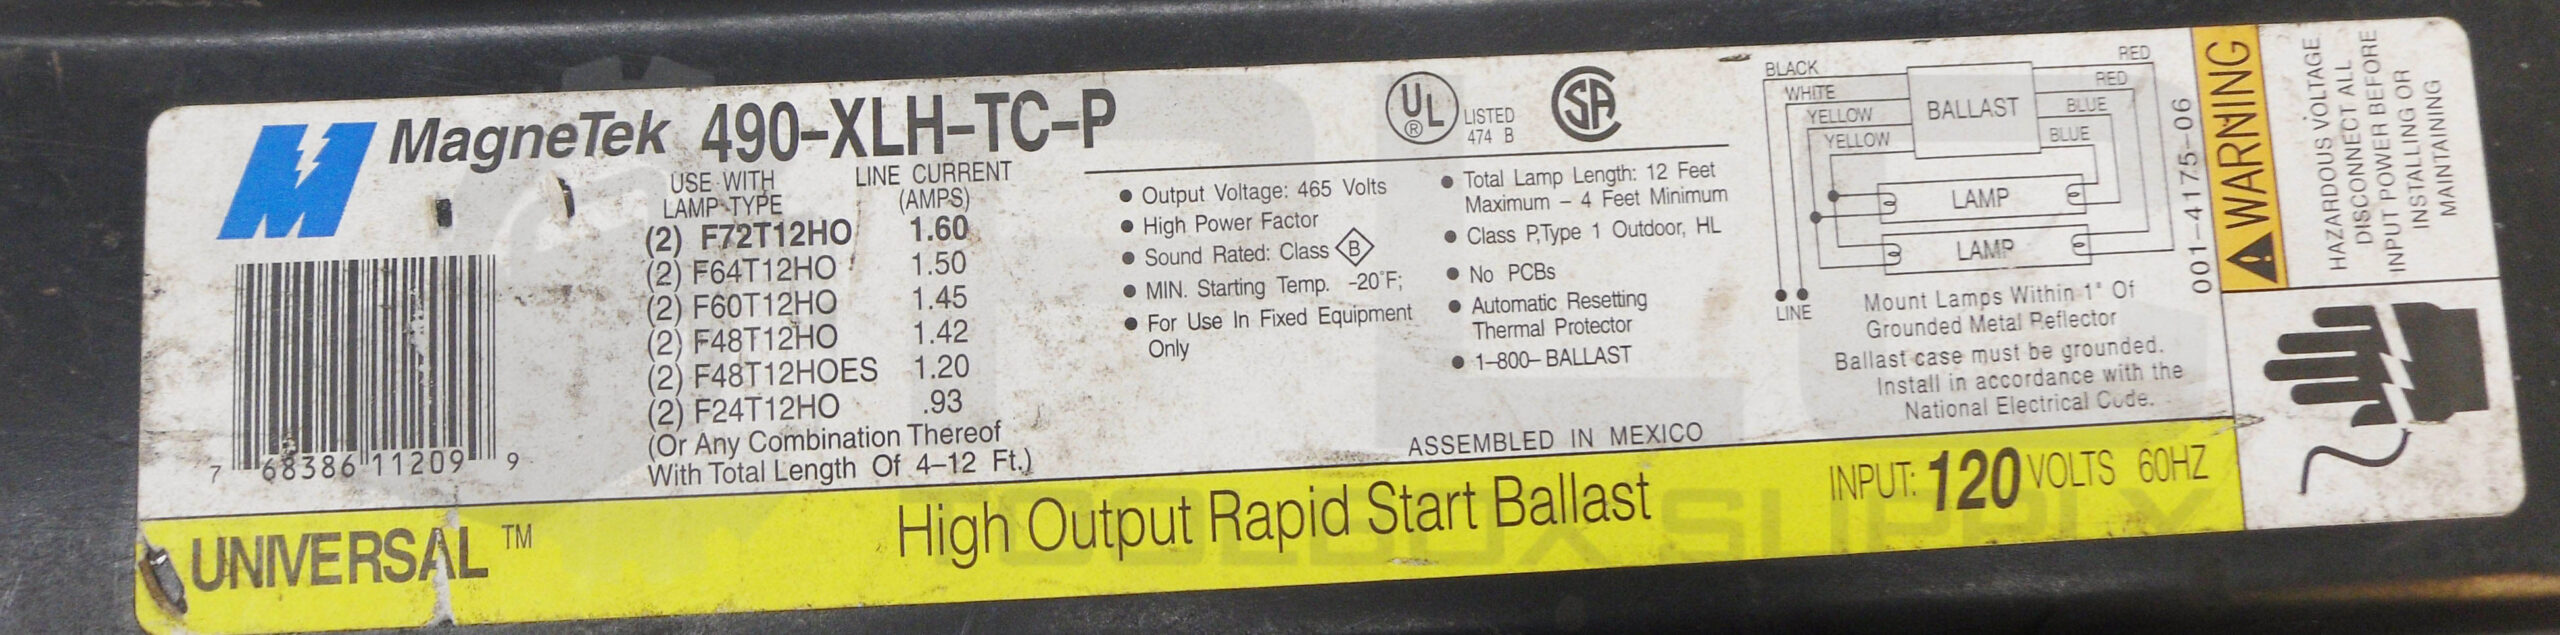 MagneTek 490-XLH-TC-P
USE WITH
LAMP TYPE
LINE CURRENT
(AMPS)
(2) F72T12HO 1.60
(2) F64T12HO 1.50
(2) F60T12HO 1.45
(2) F48T12HO 1.42
(2) F48T12HOES 1.20
(2) F24T12HO .93
(Or Any Combination Thereof
With Total Length Of 4-12 Ft.)
7 68386 11209 9
UL ®
LISTED
474 B
SA
• Output Voltage: 465 Volts
• High Power Factor
• Sound Rated: Class B
• MIN. Starting Temp. -20°F;
• For Use In Fixed Equipment
Only
• Total Lamp Length: 12 Feet
Maximum - 4 Feet Minimum
• Class P,Type 1 Outdoor, HL
• No PCBs
• Automatic Resetting
Thermal Protector
• 1-800-BALLAST
ASSEMBLED IN MEXICO
BLACK
WHITE
YELLOW
YELLOW
BALLAST
RED
RED
BLUE
BLUE
LAMP
LAMP
LINE
Mount Lamps Within 1" Of
Grounded Metal Reflector
Ballast case must be grounded.
Install in accordance with the
National Electrical Code.
001-4175-06
WARNING
HAZARDOUS VOLTAGE
DISCONNECT ALL
INPUT POWER BEFORE
INSTALLING OR
MAINTAINING
UNIVERSAL ™
High Output Rapid Start Ballast
INPUT: 120 VOLTS 60HZ
TOOLBOX SUPPLY